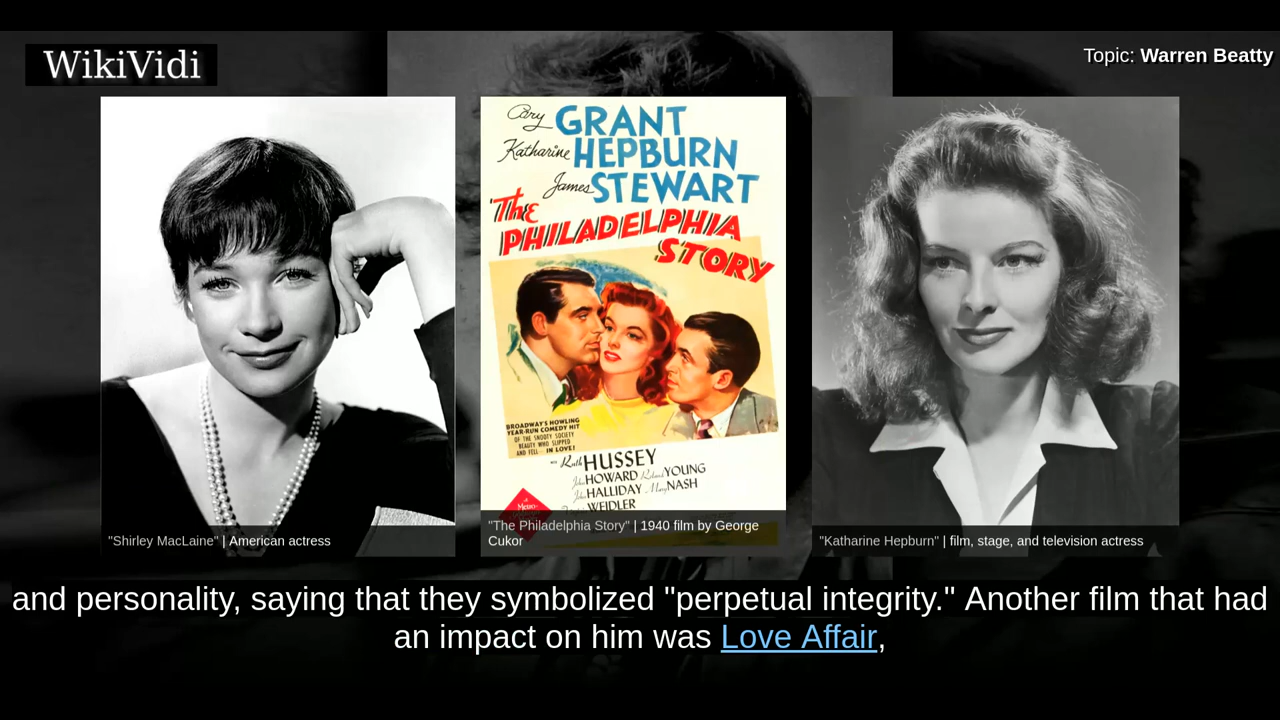 WikiVidi
Topic: Warren Beatty
Cary GRANT
Katharine HEPBURN
James STEWART
The
PHILADELPHIA
STORY
BROADWAY'S HOWLING
YEAR-RUN COMEDY HIT
OF THE SNOOTY SOCIETY
BEAUTY WHO SLIPPED
AND FELL IN LOVE!
WITH Ruth HUSSEY
John HOWARD Roland YOUNG
John HALLIDAY Mary NASH
WEIDLER
A
METRO-
"Shirley MacLaine" | American actress
"The Philadelphia Story" | 1940 film by George
Cukor
"Katharine Hepburn" | film, stage, and television actress
and personality, saying that they symbolized "perpetual integrity." Another film that had
an impact on him was Love Affair,